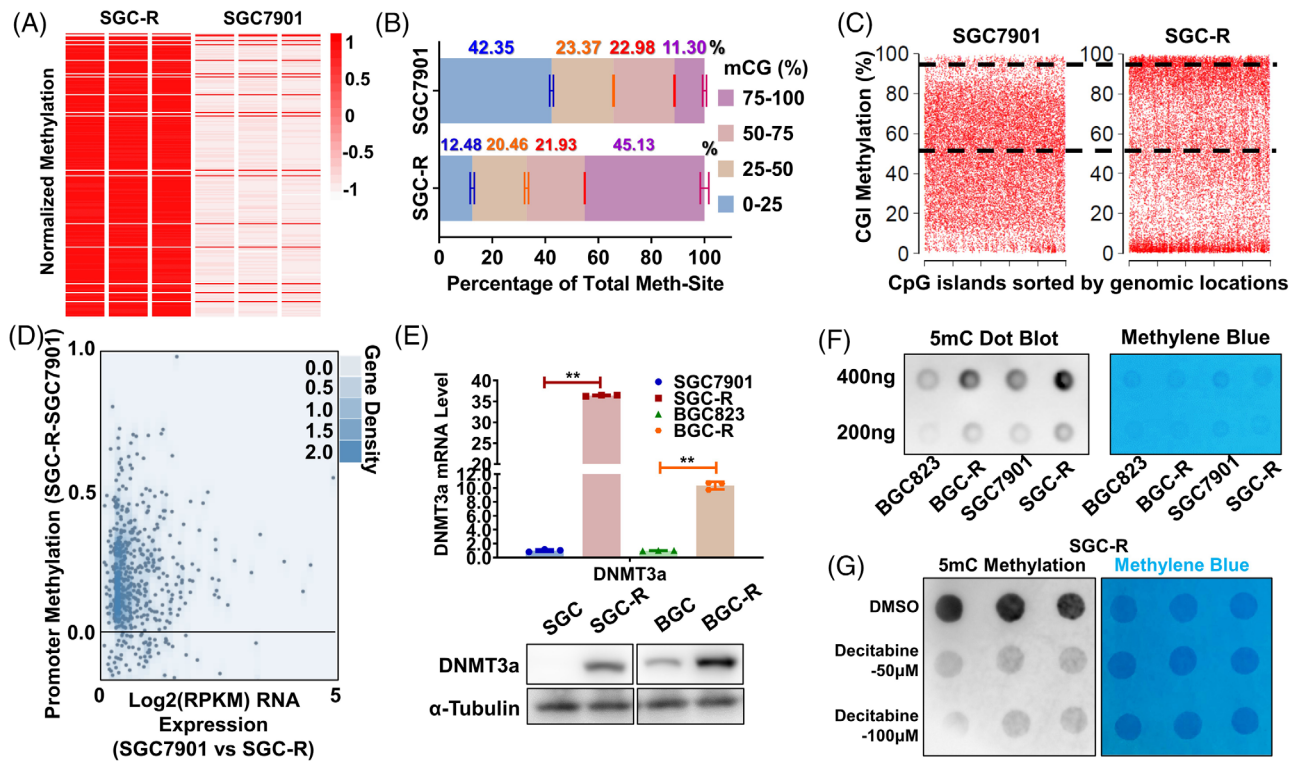 (A)
SGC-R SGC7901
Normalized Methylation
1
0.5
0
-0.5
-1
(B)
42.35 23.37 22.98 11.30 %
SGC7901
12.48 20.46 21.93 45.13 %
SGC-R
mCG (%)
75-100
50-75
25-50
0-25
0 20 40 60 80 100
Percentage of Total Meth-Site
(C)
SGC7901 SGC-R
CGI Methylation (%)
100 100
80 80
60 60
40 40
20 20
0 0
CpG islands sorted by genomic locations
(D)
Promoter Methylation (SGC-R-SGC7901)
1.0
0.5
0.0
0 5
Log2(RPKM) RNA
Expression
(SGC7901 vs SGC-R)
Gene Density
0.0
0.5
1.0
1.5
2.0
(E)
DNMT3a mRNA Level
40
35
30
25
20
12.0
10.0
8.0
6.0
4.0
2.0
0.0
**
**
SGC7901
SGC-R
BGC823
BGC-R
DNMT3a
SGC SGC-R BGC BGC-R
DNMT3a
α-Tubulin
(F)
5mC Dot Blot Methylene Blue
400ng
200ng
BGC823 BGC-R SGC7901 SGC-R BGC823 BGC-R SGC7901 SGC-R
(G)
SGC-R
5mC Methylation Methylene Blue
DMSO
Decitabine
-50μM
Decitabine
-100μM